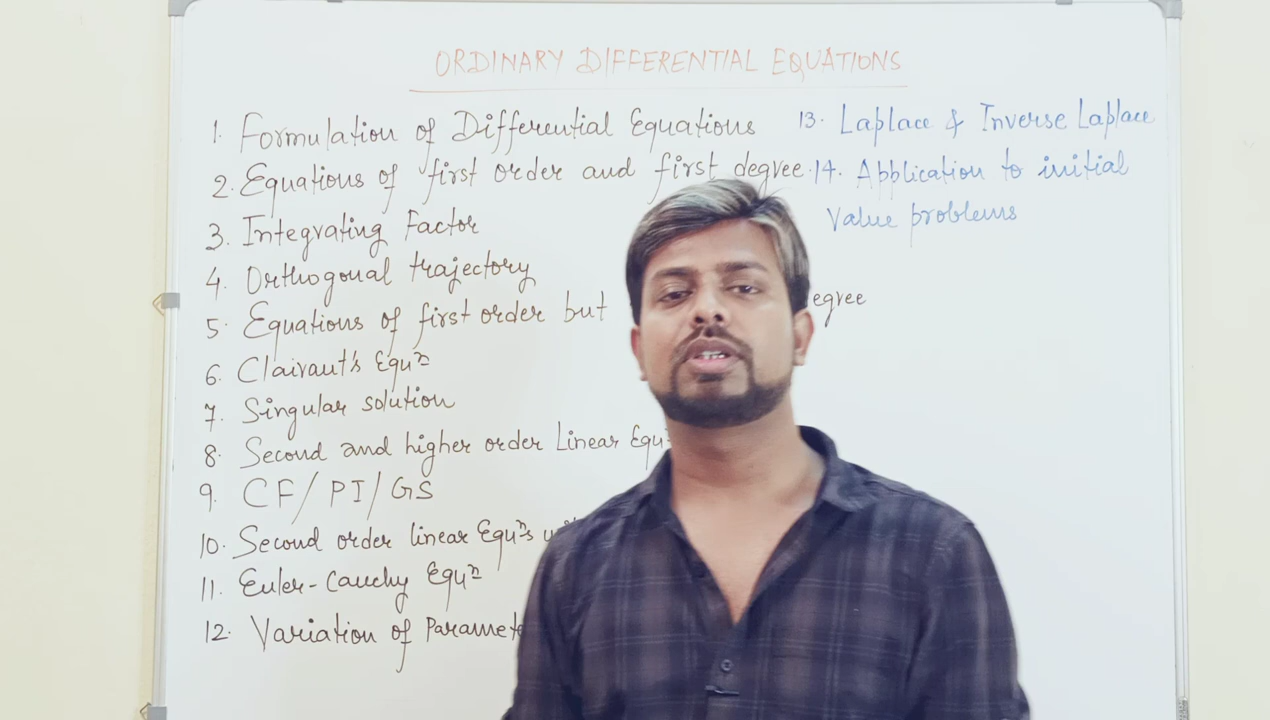 ORDINARY DIFFERENTIAL EQUATIONS
1. Formulation of Differential Equations
2. Equations of first order and first degree.
3. Integrating Factor
4. Orthogonal trajectory
5. Equations of first order but egree
6. Clairaut's Equⁿ
7. Singular solution
8. Second and higher order Linear Equⁿ
9. CF/PI/GS
10. Second order linear Equⁿs
11. Euler-Cauchy Equⁿ
12. Variation of Paramete
13. Laplace & Inverse Laplace
14. Application to initial
Value problems